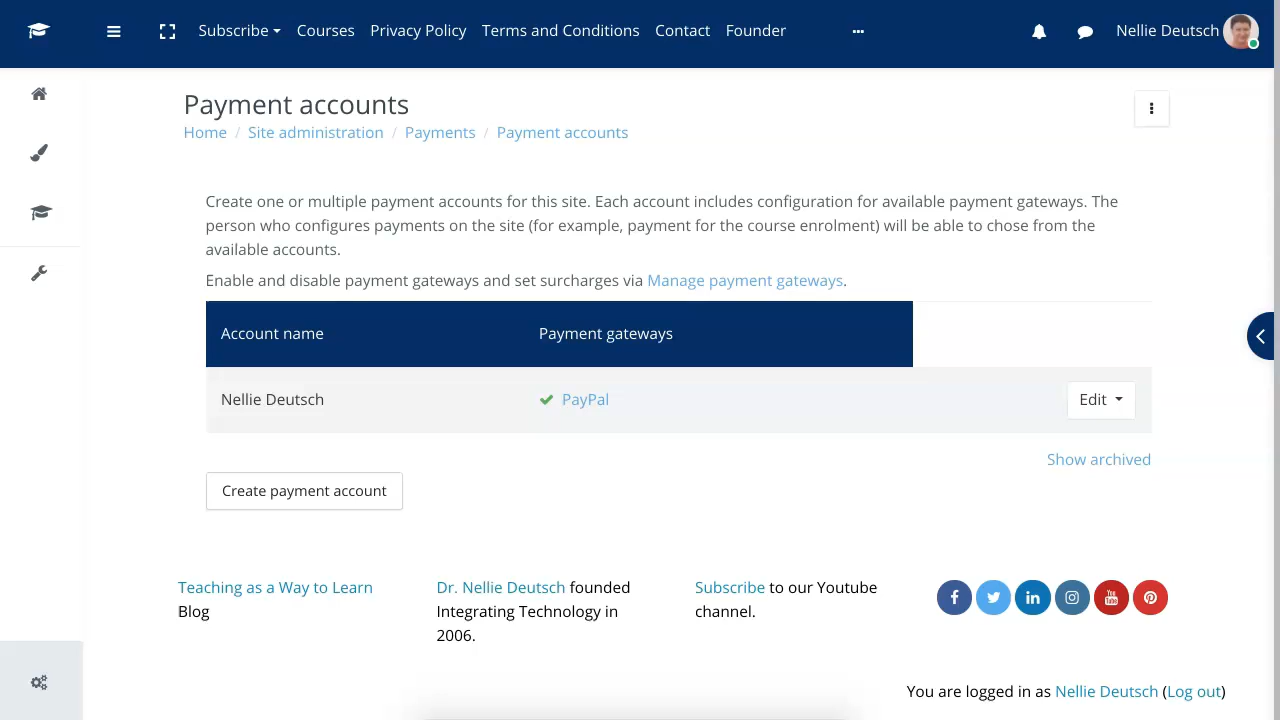 Subscribe Courses Privacy Policy Terms and Conditions Contact Founder ... Nellie Deutsch
Payment accounts
Home / Site administration / Payments / Payment accounts
Create one or multiple payment accounts for this site. Each account includes configuration for available payment gateways. The
person who configures payments on the site (for example, payment for the course enrolment) will be able to chose from the
available accounts.
Enable and disable payment gateways and set surcharges via Manage payment gateways.
Account name Payment gateways
Nellie Deutsch PayPal Edit
Show archived
Create payment account
Teaching as a Way to Learn
Blog
Dr. Nellie Deutsch founded
Integrating Technology in
2006.
Subscribe to our Youtube
channel.
You are logged in as Nellie Deutsch (Log out)